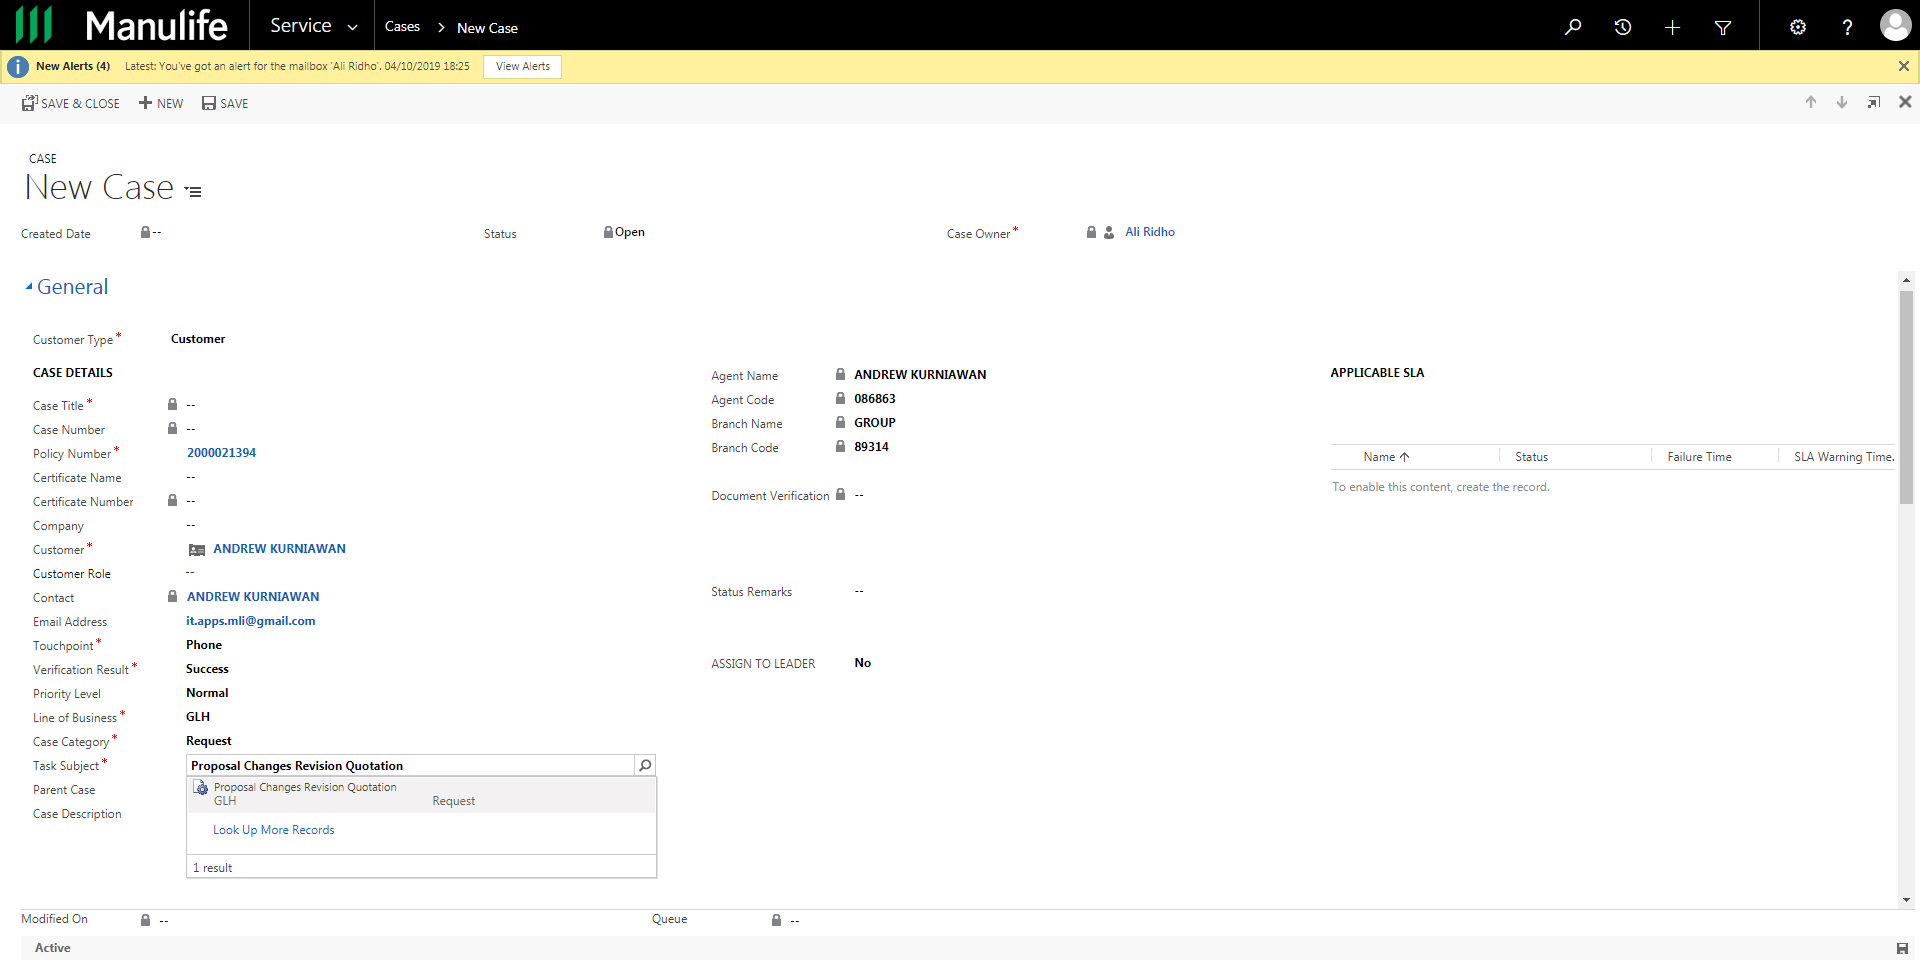 Manulife
Service
Cases
New Case
New Alerts (4)
Latest: You've got an alert for the mailbox 'Ali Ridho'. 04/10/2019 18:25
View Alerts
SAVE & CLOSE
NEW
SAVE
CASE
New Case
Created Date
--
Status
Open
Case Owner*
Ali Ridho
General
Customer Type*
Customer
CASE DETAILS
Case Title*
--
Case Number
--
Policy Number*
2000021394
Certificate Name
--
Certificate Number
--
Company
--
Customer*
ANDREW KURNIAWAN
Customer Role
--
Contact
ANDREW KURNIAWAN
Email Address
it.apps.mli@gmail.com
Touchpoint*
Phone
Verification Result*
Success
Priority Level
Normal
Line of Business*
GLH
Case Category*
Request
Task Subject*
Proposal Changes Revision Quotation
Proposal Changes Revision Quotation
GLH
Request
Look Up More Records
1 result
Parent Case
Case Description
Agent Name
ANDREW KURNIAWAN
Agent Code
086863
Branch Name
GROUP
Branch Code
89314
Document Verification
--
Status Remarks
--
ASSIGN TO LEADER
No
APPLICABLE SLA
Name
Status
Failure Time
SLA Warning Time.
To enable this content, create the record.
Modified On
--
Queue
--
Active